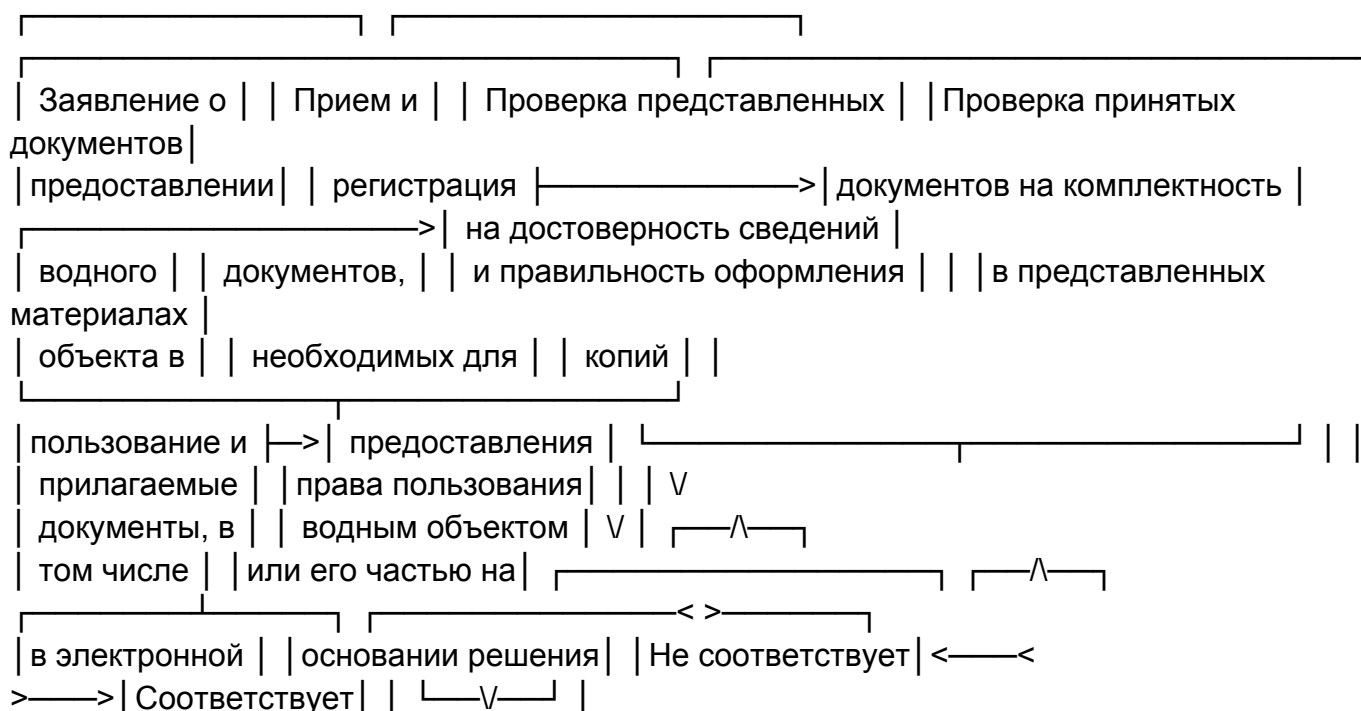 ┌─────────────────┐ ┌────────────────────┐
┌─────────────────────────────────┐ ┌─────────────────────────────────
│ Заявление о │ │ Прием и │ │ Проверка представленных │ │Проверка принятых
документов│
│предоставлении│ │ регистрация ├─────────────>│документов на комплектность │
┌────────────────────>│ на достоверность сведений │
│ водного │ │ документов, │ │ и правильность оформления │ │ │в представленных
материалах │
│ объекта в │ │ необходимых для │ │ копий │ │
└────────────────┬─────────────────┘
│пользование и ├─>│ предоставления │ └────────────────┬─────────────────┘ │ │
│ прилагаемые │ │права пользования│ │ │ \/
│ документы, в │ │ водным объектом │ \/ │ ┌──/\──┐
│ том числе │ │или его частью на│ ┌───────────────────┐ ┌──/\──┐
┌─────────┴──────┐ ┌────────────────< >───────┐
│в электронной │ │основании решения│ │Не соответствует│<───<
>───>│Соответствует│ │ └──\/──┘ │